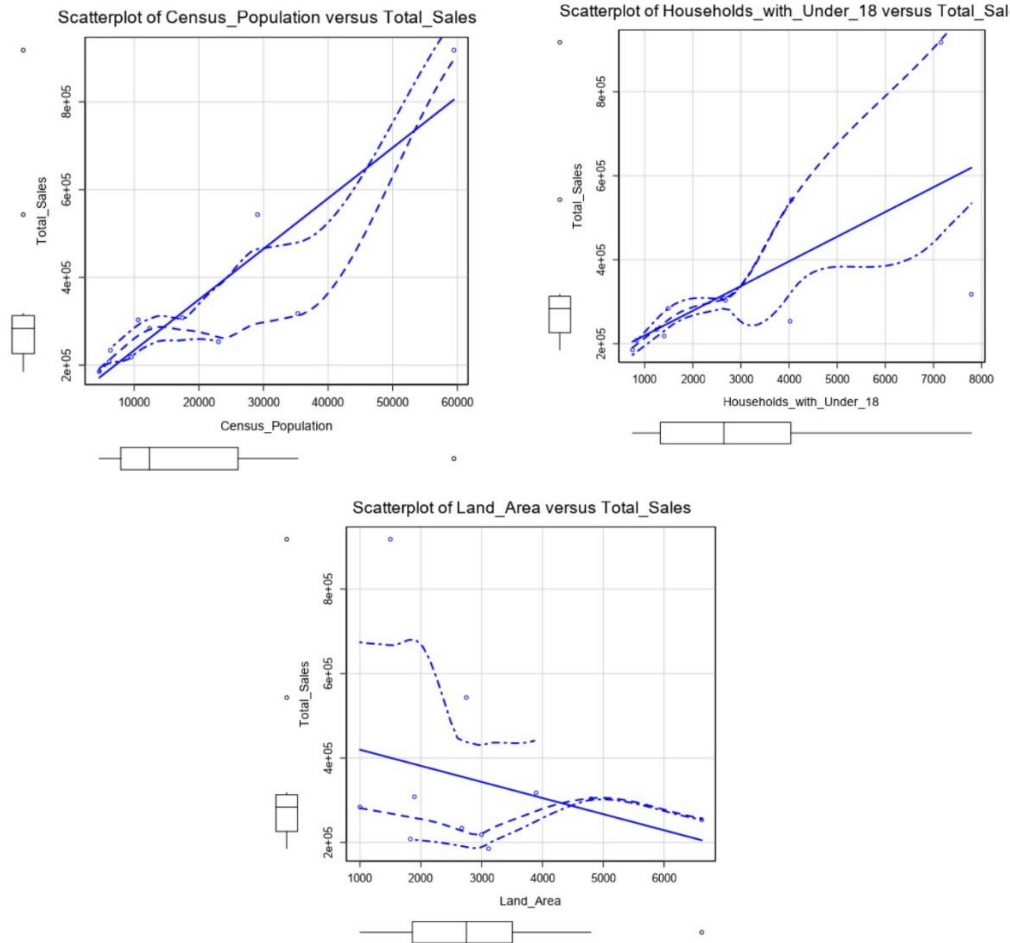 Scatterplot of Census_Population versus Total_Sales
Total_Sales
8e+05
6e+05
4e+05
2e+05
10000 20000 30000 40000 50000 60000
Census_Population
Scatterplot of Households_with_Under_18 versus Total_Sal
Total_Sales
8e+05
6e+05
4e+05
2e+05
1000 2000 3000 4000 5000 6000 7000 8000
Households_with_Under_18
Scatterplot of Land_Area versus Total_Sales
Total_Sales
8e+05
6e+05
4e+05
2e+05
1000 2000 3000 4000 5000 6000
Land_Area